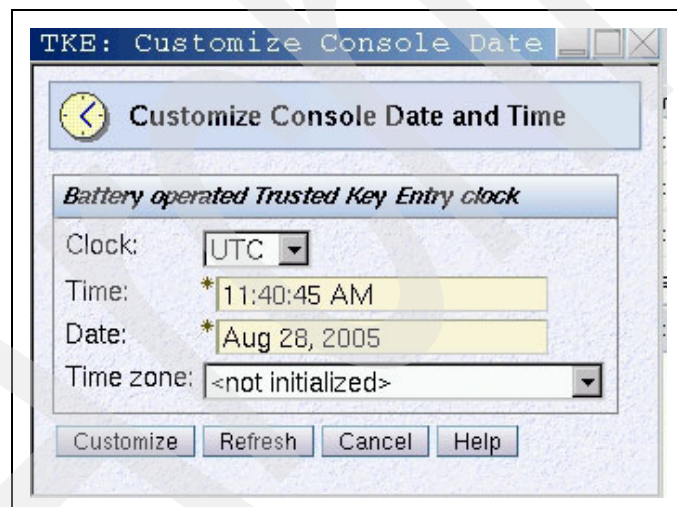 TKE: Customize Console Date
Customize Console Date and Time
Battery operated Trusted Key Entry clock
Clock: UTC
Time: *11:40:45 AM
Date: *Aug 28, 2005
Time zone: <not initialized>
Customize Refresh Cancel Help